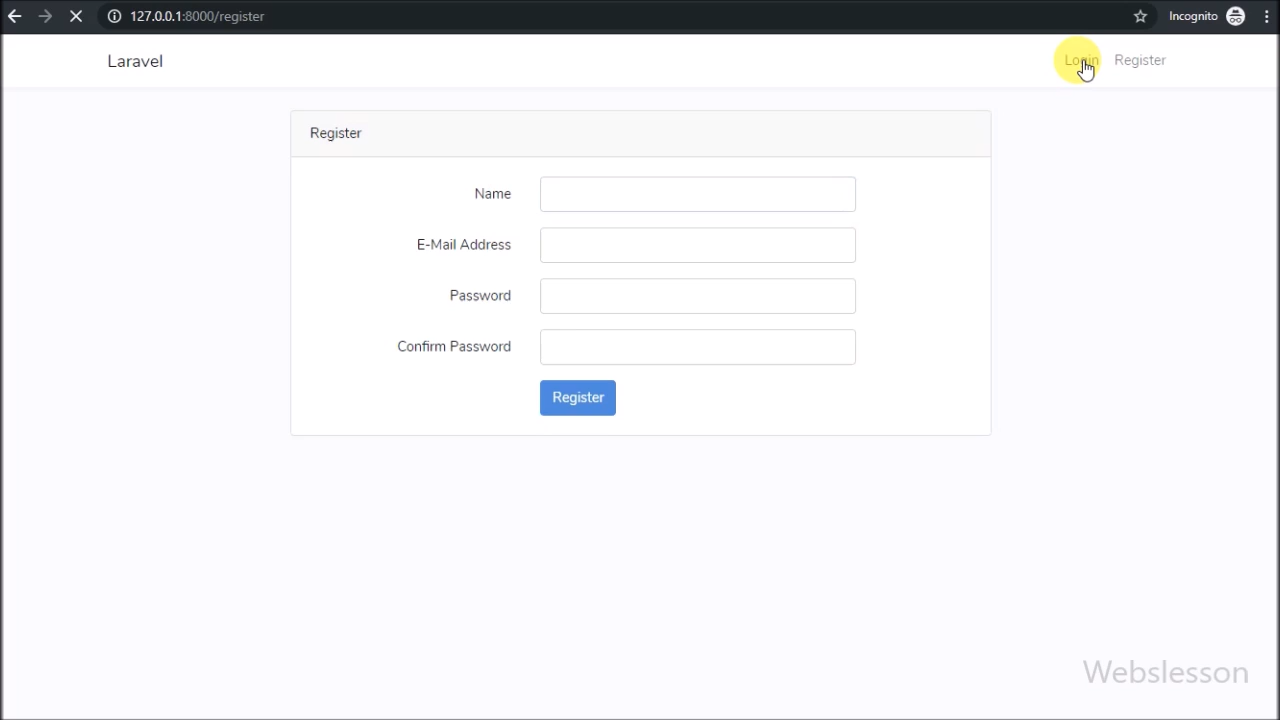 127.0.0.1:8000/register
Incognito
Laravel
Login Register
Register
Name
E-Mail Address
Password
Confirm Password
Register
Webslesson